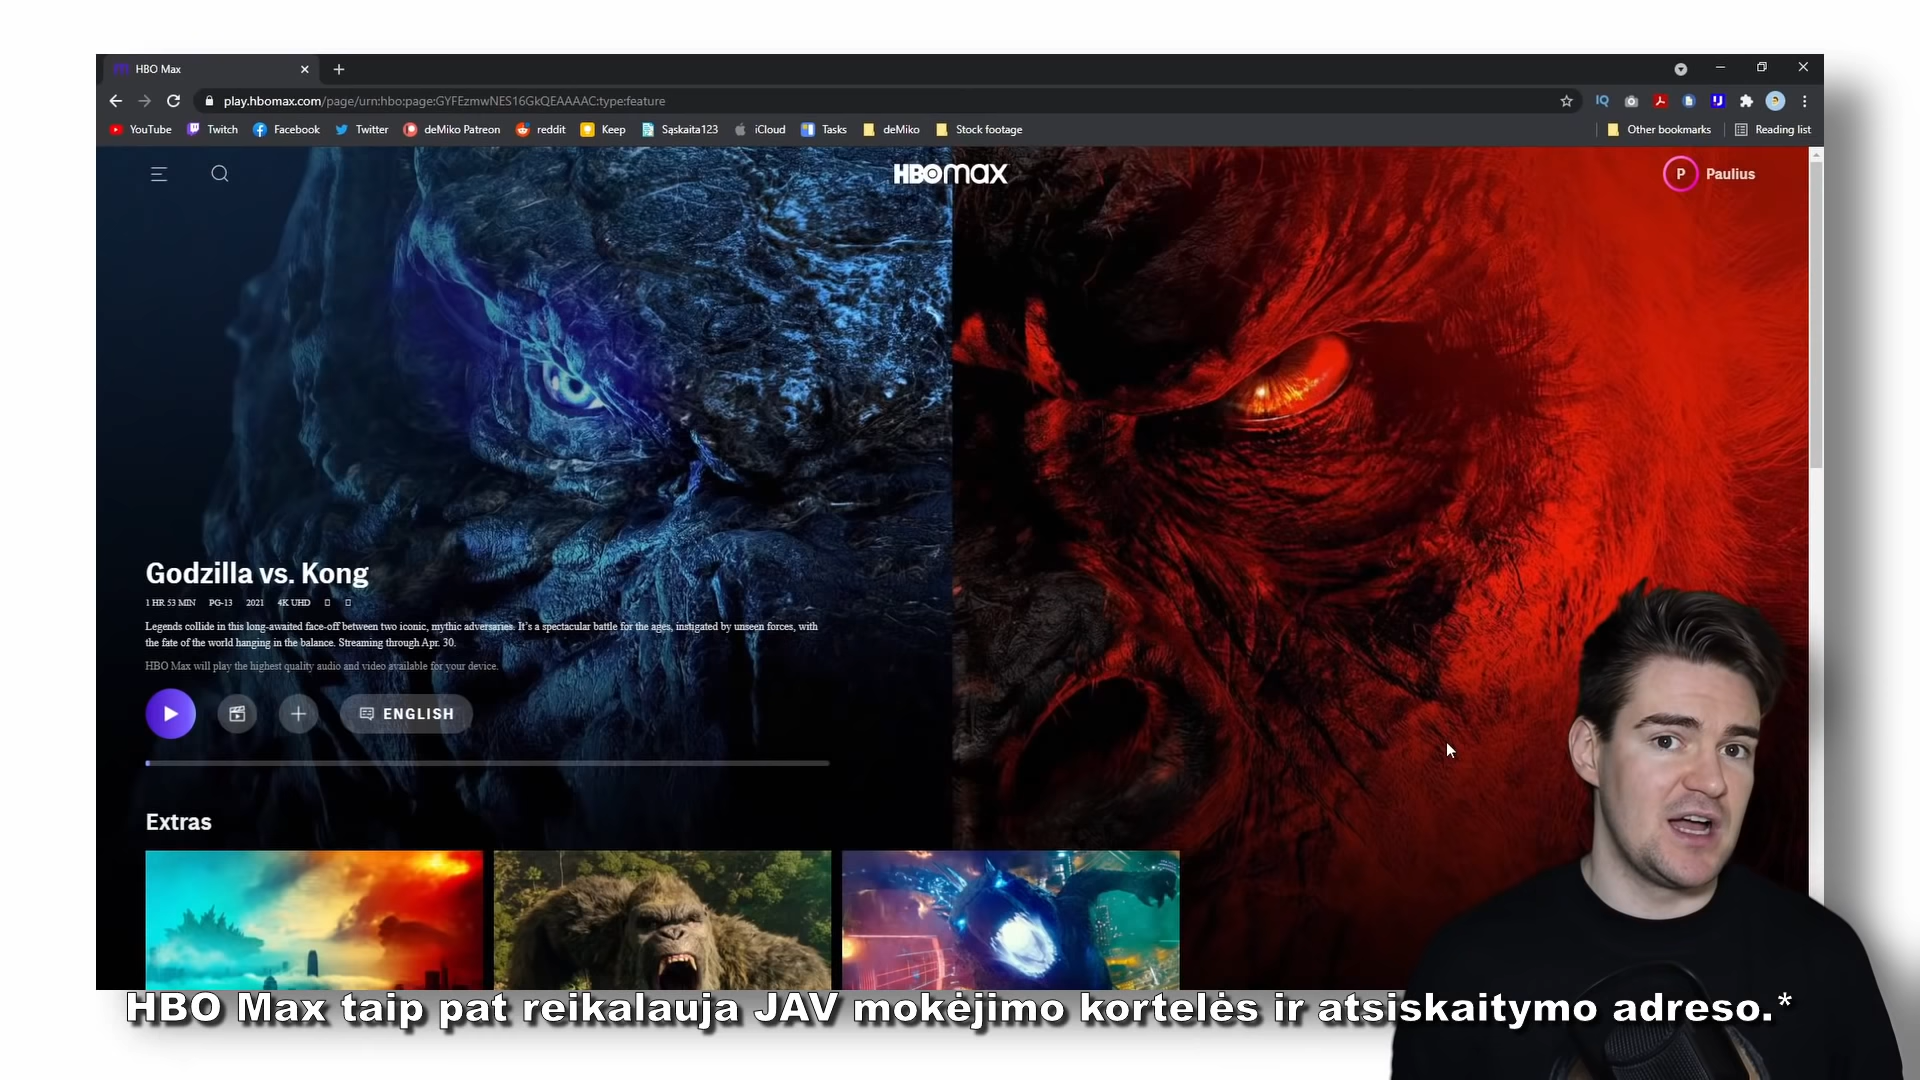 HBO Max
play.hbomax.com/page/urn:hbo:page:GYFEzmwNES16GkQEAAAAC:type:feature
YouTube Twitch Facebook Twitter deMiko Patreon reddit Keep Sąskaita123 iCloud Tasks deMiko Stock footage Other bookmarks Reading list
HBOMAX
P Paulius
Godzilla vs. Kong
1 HR 53 MIN PG-13 2021 4K UHD
Legends collide in this long-awaited face-off between two iconic, mythic adversaries. It's a spectacular battle for the ages, instigated by unseen forces, with
the fate of the world hanging in the balance. Streaming through Apr. 30.
HBO Max will play the highest quality audio and video available for your device.
ENGLISH
Extras
HBO Max taip pat reikalauja JAV mokėjimo kortelės ir atsiskaitymo adreso.*